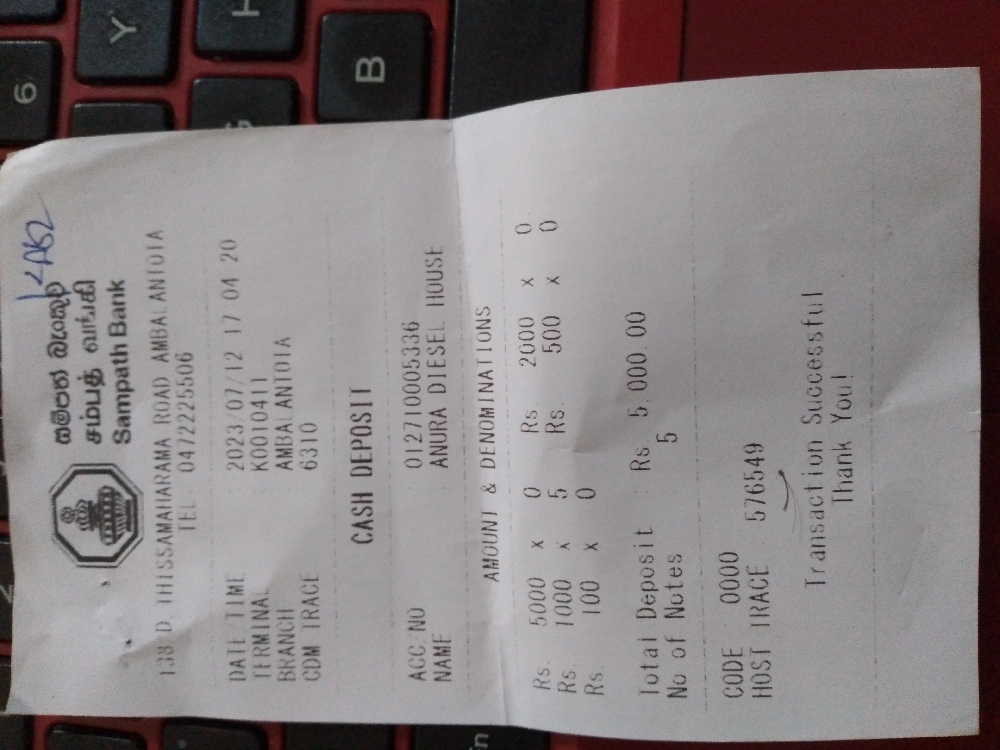 සම්පත් බැංකුව
சம்பத் வங்கி
Sampath Bank
138 D THISSAMAHARAMA ROAD AMBALANTOTA
TEL : 0472225506
DATE TIME : 2023/07/12 17 04 20
TERMINAL : K0010411
BRANCH : AMBALANTOTA
CDM TRACE : 6310
CASH DEPOSIT
ACC/NO : 012710005336
NAME : ANURA DIESEL HOUSE
AMOUNT & DENOMINATIONS
Rs. 5000 x 0 Rs 2000 x 0
Rs. 1000 x 5 Rs. 500 x 0
Rs 100 x 0
Total Deposit : Rs 5,000.00
No of Notes 5
CODE 0000
HOST TRACE : 576549
Transaction Successful
Thank You!
6
Y
H
B